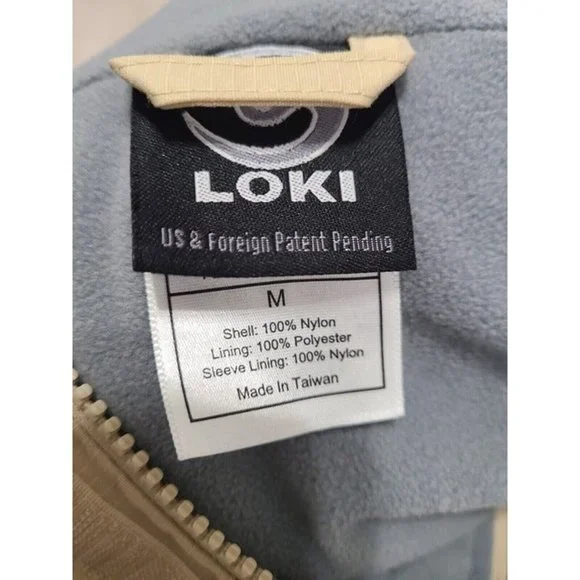 LOKI
US & Foreign Patent Pending
M
Shell: 100% Nylon
Lining: 100% Polyester
Sleeve Lining: 100% Nylon
Made In Taiwan